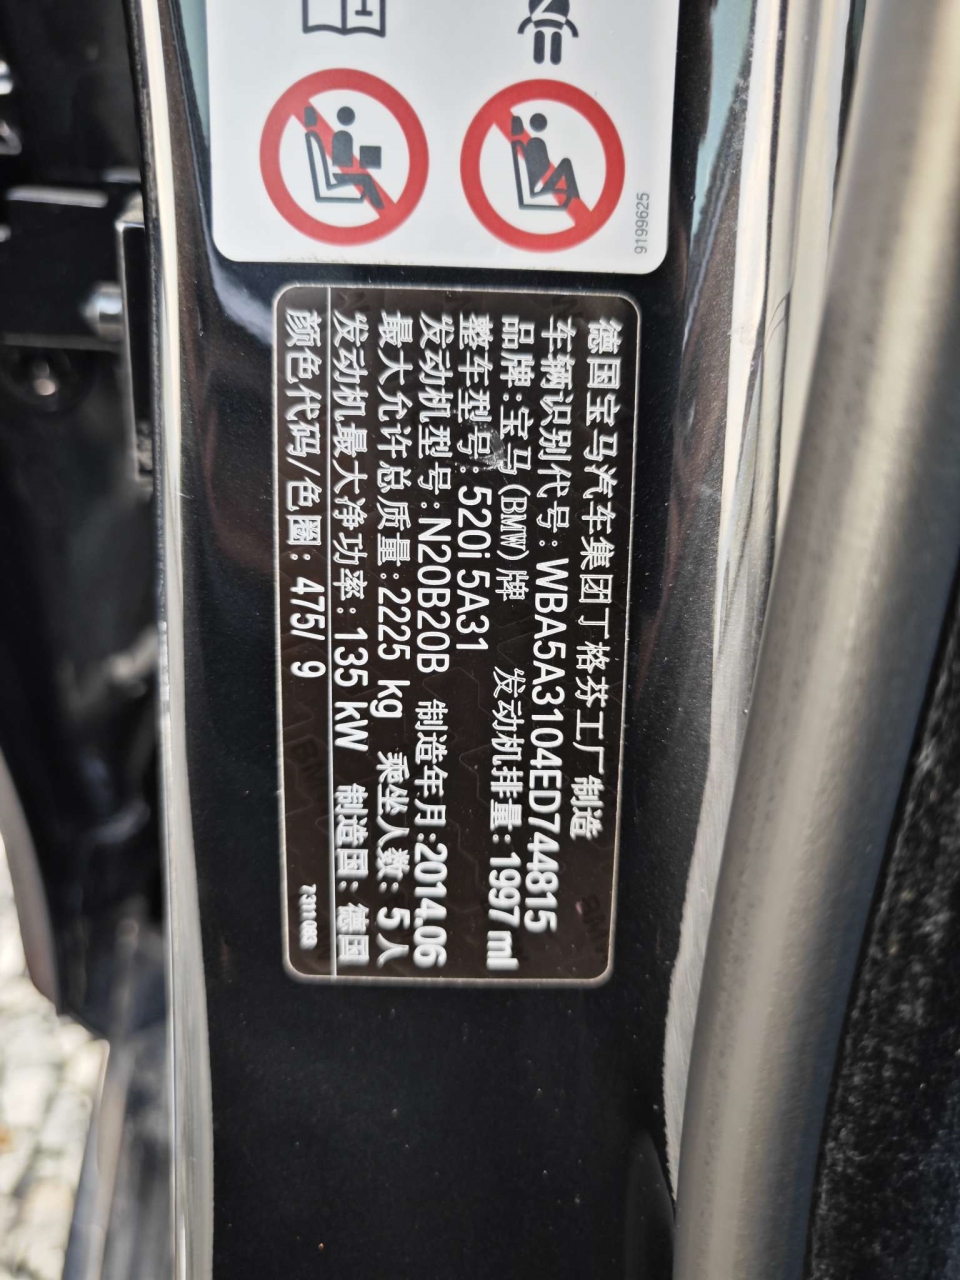 9199625
德国宝马汽车集团丁格芬工厂 制造
车辆识别代号: WBA5A3104ED744815
品牌:宝马(BMW)牌 发动机排量: 1997 ml
整车型号: 520i 5A31
发动机型号: N20B20B 制造年月:2014.06
最大允许总质量:2225 kg 乘坐人数: 5 人
发动机最大净功率: 135 kW 制造国: 德国
颜色代码/色圈: 475/ 9